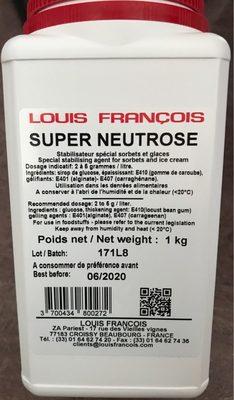 LOUIS FRANÇOIS
SUPER NEUTROSE
Stabilisateur spécial sorbets et glaces
Special stabilising agent for sorbets and ice cream
Dosage indicatif: 2 à 6 grammes / litre.
Ingrédients: sirop de glucose, épaississant: E410 (gomme de caroube),
gélifiants: E401 (alginate)- E407 (carraghénane).
Utilisation dans les denrées alimentaires
A conserver à l'abri de l'humidité et de la chaleur (<20°C)
Recommended dosage: 2 to 6 g / liter.
Ingredients : glucose, thickening agent: E410(locust bean gum)
gelling agents : E401(alginate), E407 (carrageenan)
For use in foodstuffs - please refer to the current legislation
Keep away from humidity and heat (< 20°C)
Poids net / Net weight : 1 kg
Lot / Batch: 171L8
A consommer de préférence avant
Best before: 06/2020
3 700434 800272
LOUIS FRANCOIS
ZA Pariest - 17 rue des Vieilles vignes
77183 CROISSY BEAUBOURG - FRANCE
Tél. : (33) 01 64 62 74 20 - Fax : (33) 01 64 62 74 36
clients@louisfrancois.com